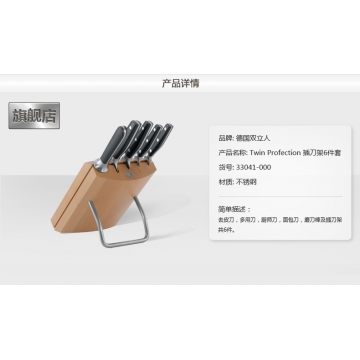 产品详情
旗舰店
品牌: 德国双立人
产品名称: Twin Profection 插刀架6件套
货号: 33041-000
材质: 不锈钢
简单描述：
去皮刀，多用刀，厨师刀，面包刀，磨刀棒及插刀架
共6件。